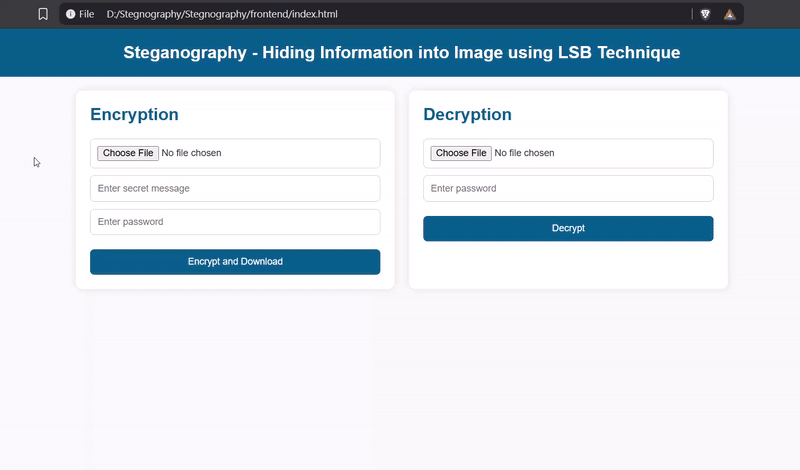 File D:/Stegnography/Stegnography/frontend/index.html
Steganography - Hiding Information into Image using LSB Technique
Encryption
Choose File No file chosen
Enter secret message
Enter password
Encrypt and Download
Decryption
Choose File No file chosen
Enter password
Decrypt